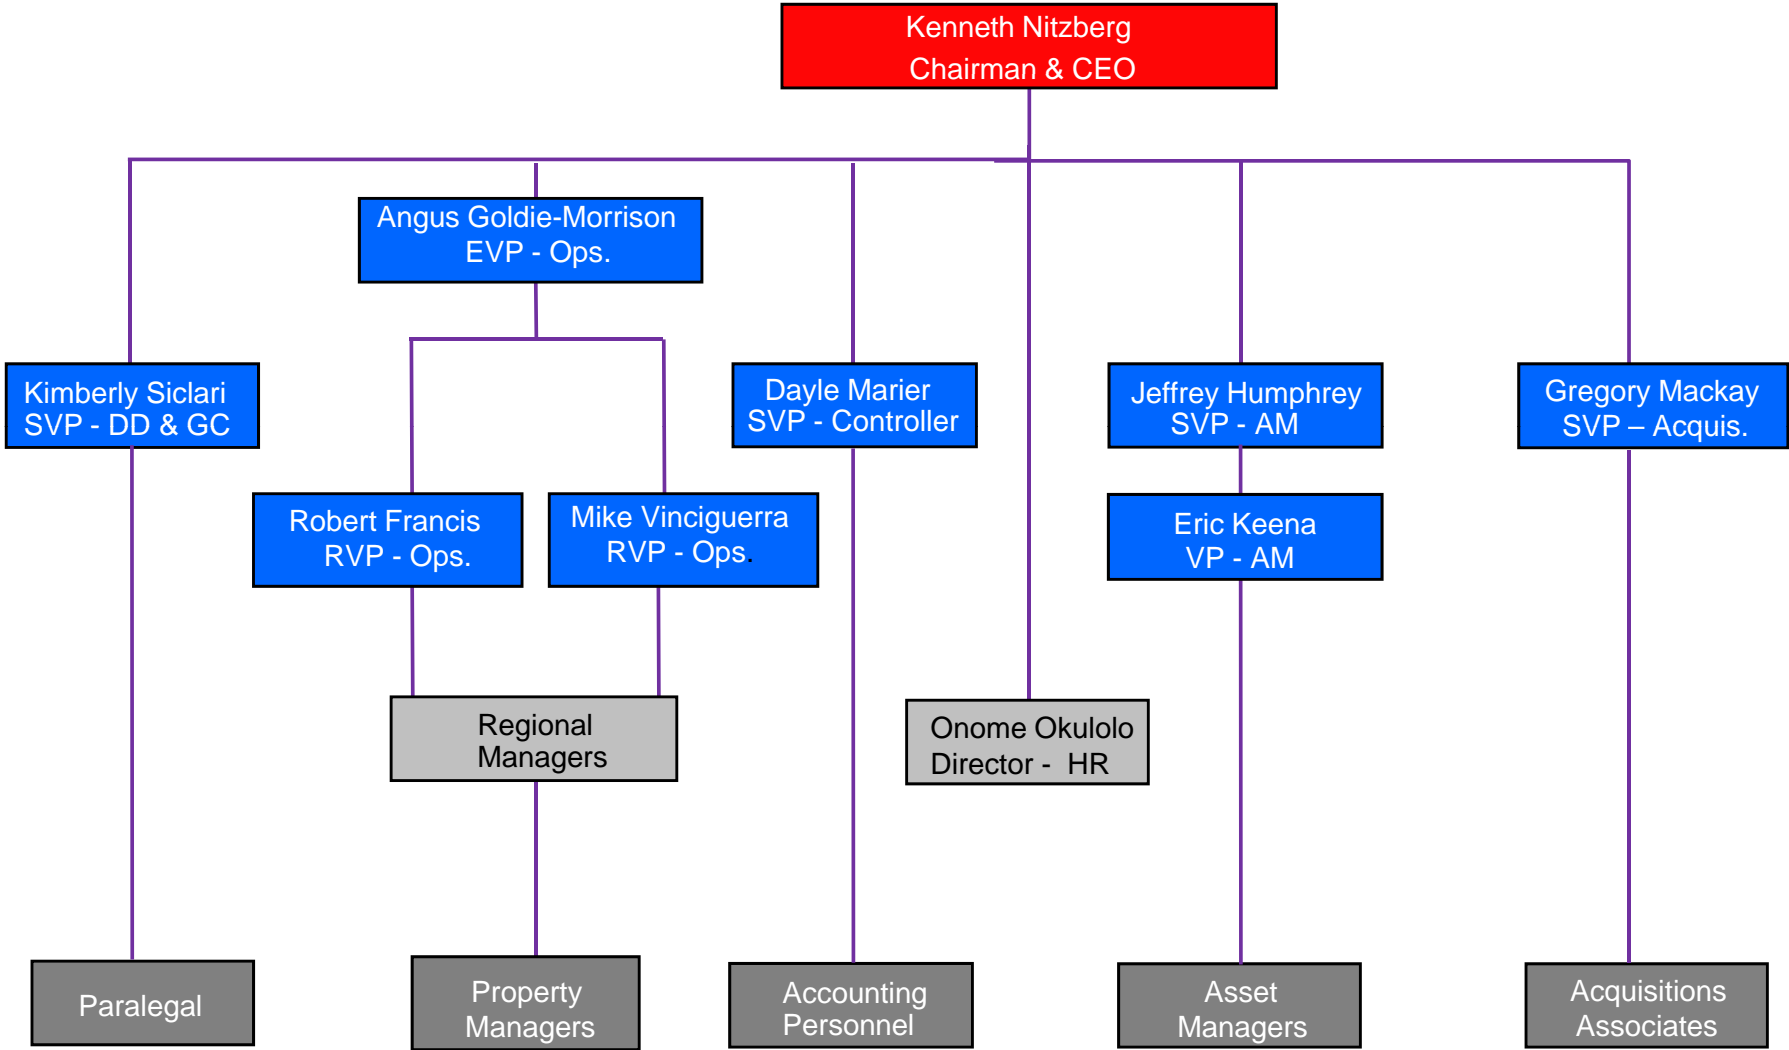 Kenneth Nitzberg
Chairman & CEO
Angus Goldie-Morrison
EVP - Ops.
Kimberly Siclari
SVP - DD & GC
Dayle Marier
SVP - Controller
Jeffrey Humphrey
SVP - AM
Gregory Mackay
SVP – Acquis.
Robert Francis
RVP - Ops.
Mike Vinciguerra
RVP - Ops.
Eric Keena
VP - AM
Regional
Managers
Onome Okulolo
Director -  HR
Paralegal
Property
Managers
Accounting
Personnel
Asset
Managers
Acquisitions
Associates